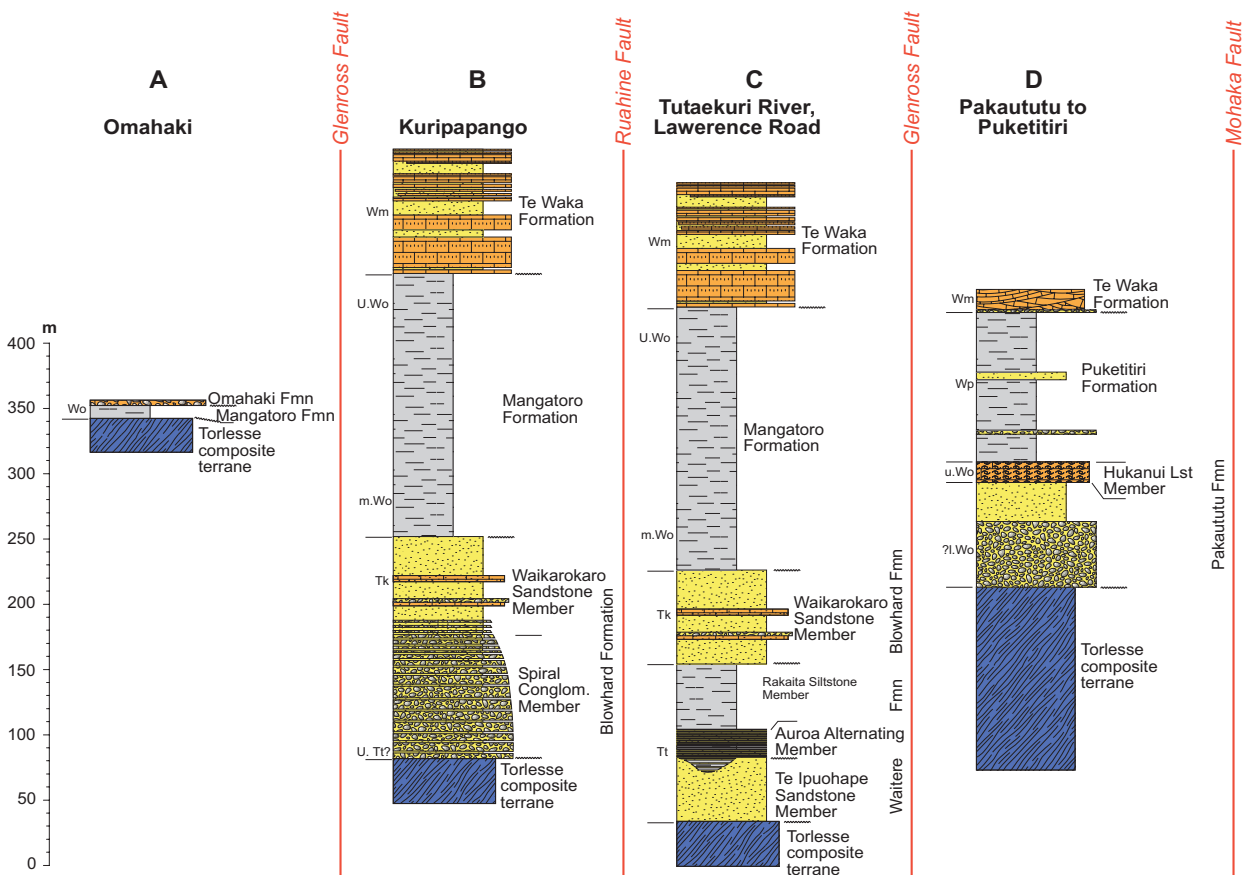 A
Omahaki
Glenross Fault
B
Kuripapango
Ruahine Fault
C
Tutaekuri River,
Lawerence Road
Glenross Fault
D
Pakaututu to
Puketitiri
Mohaka Fault
m
400
350
300
250
200
150
100
50
0
Wo
Omahaki Fmn
Mangatoro Fmn
Torlesse
composite
terrane
Wm
Te Waka
Formation
U.Wo
Mangatoro
Formation
m.Wo
Tk
Waikarokaro
Sandstone
Member
Spiral
Conglom.
Member
Blowhard Formation
U. Tt?
Torlesse
composite
terrane
Wm
Te Waka
Formation
U.Wo
Mangatoro
Formation
m.Wo
Tk
Waikarokaro
Sandstone
Member
Blowhard Fmn
Rakaita Siltstone
Member
Auroa Alternating
Member
Tt
Te Ipuohape
Sandstone
Member
Waitere Fmn
Torlesse
composite
terrane
Wm
Te Waka
Formation
Wp
Puketitiri
Formation
u.Wo
Hukanui Lst
Member
?l.Wo
Pakaututu Fmn
Torlesse
composite
terrane